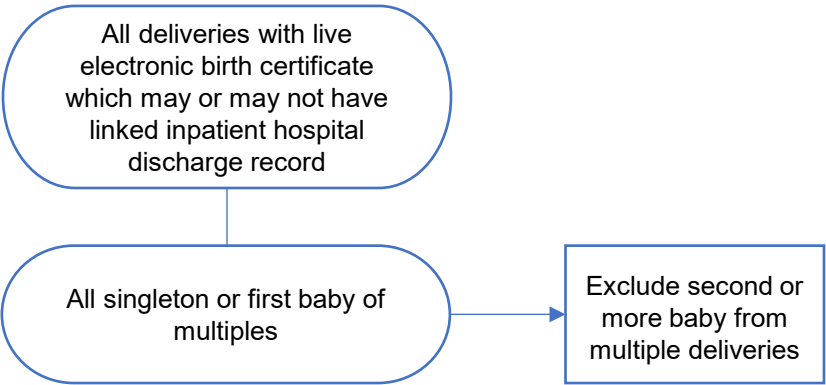 All deliveries with live
electronic birth certificate
which may or may not have
linked inpatient hospital
discharge record
All singleton or first baby of
multiples
Exclude second or
more baby from
multiple deliveries